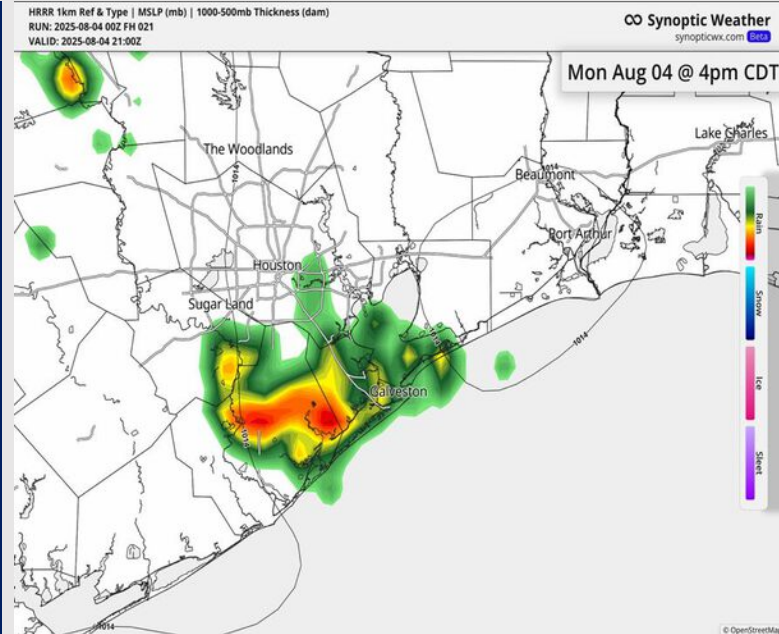 HRRR 1km Ref & Type | MSLP (mb) | 1000-500mb Thickness (dam)
RUN: 2025-08-04 00Z FH 021
VALID: 2025-08-04 21:00Z
Synoptic Weather
synopticwx.com Beta
Mon Aug 04 @ 4pm CDT
Lake Charles
The Woodlands
1014
1014
Beaumont
Rain
Port Arthur
Houston
Snow
Sugar Land
1014
Ice
Galveston
1014
Sleet
1014
© OpenStreetMa